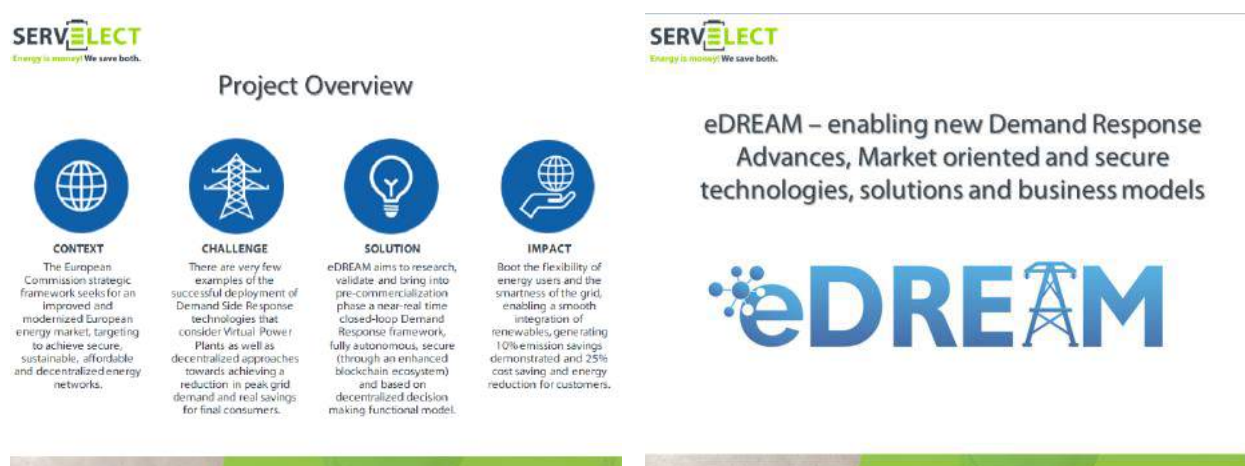 SERVELECT
Energy is money! We save both.
Project Overview
CONTEXT
The European
Commission strategic
framework seeks for an
improved and
modernized European
energy market, targeting
to achieve secure,
sustainable, affordable
and decentralized energy
networks.
CHALLENGE
There are very few
examples of the
successful deployment of
Demand Side Response
technologies that
consider Virtual Power
Plants as well as
decentralized approaches
towards achieving a
reduction in peak grid
demand and real savings
for final consumers.
SOLUTION
eDREAM aims to research,
validate and bring into
pre-commercialization
phase a near-real time
closed-loop Demand
Response framework,
fully autonomous, secure
(through an enhanced
blockchain ecosystem)
and based on
decentralized decision
making functional model.
IMPACT
Boot the flexibility of
energy users and the
smartness of the grid,
enabling a smooth
integration of
renewables, generating
10% emission savings
demonstrated and 25%
cost saving and energy
reduction for customers.
SERVELECT
Energy is money! We save both.
eDREAM – enabling new Demand Response
Advances, Market oriented and secure
technologies, solutions and business models
eDREAM